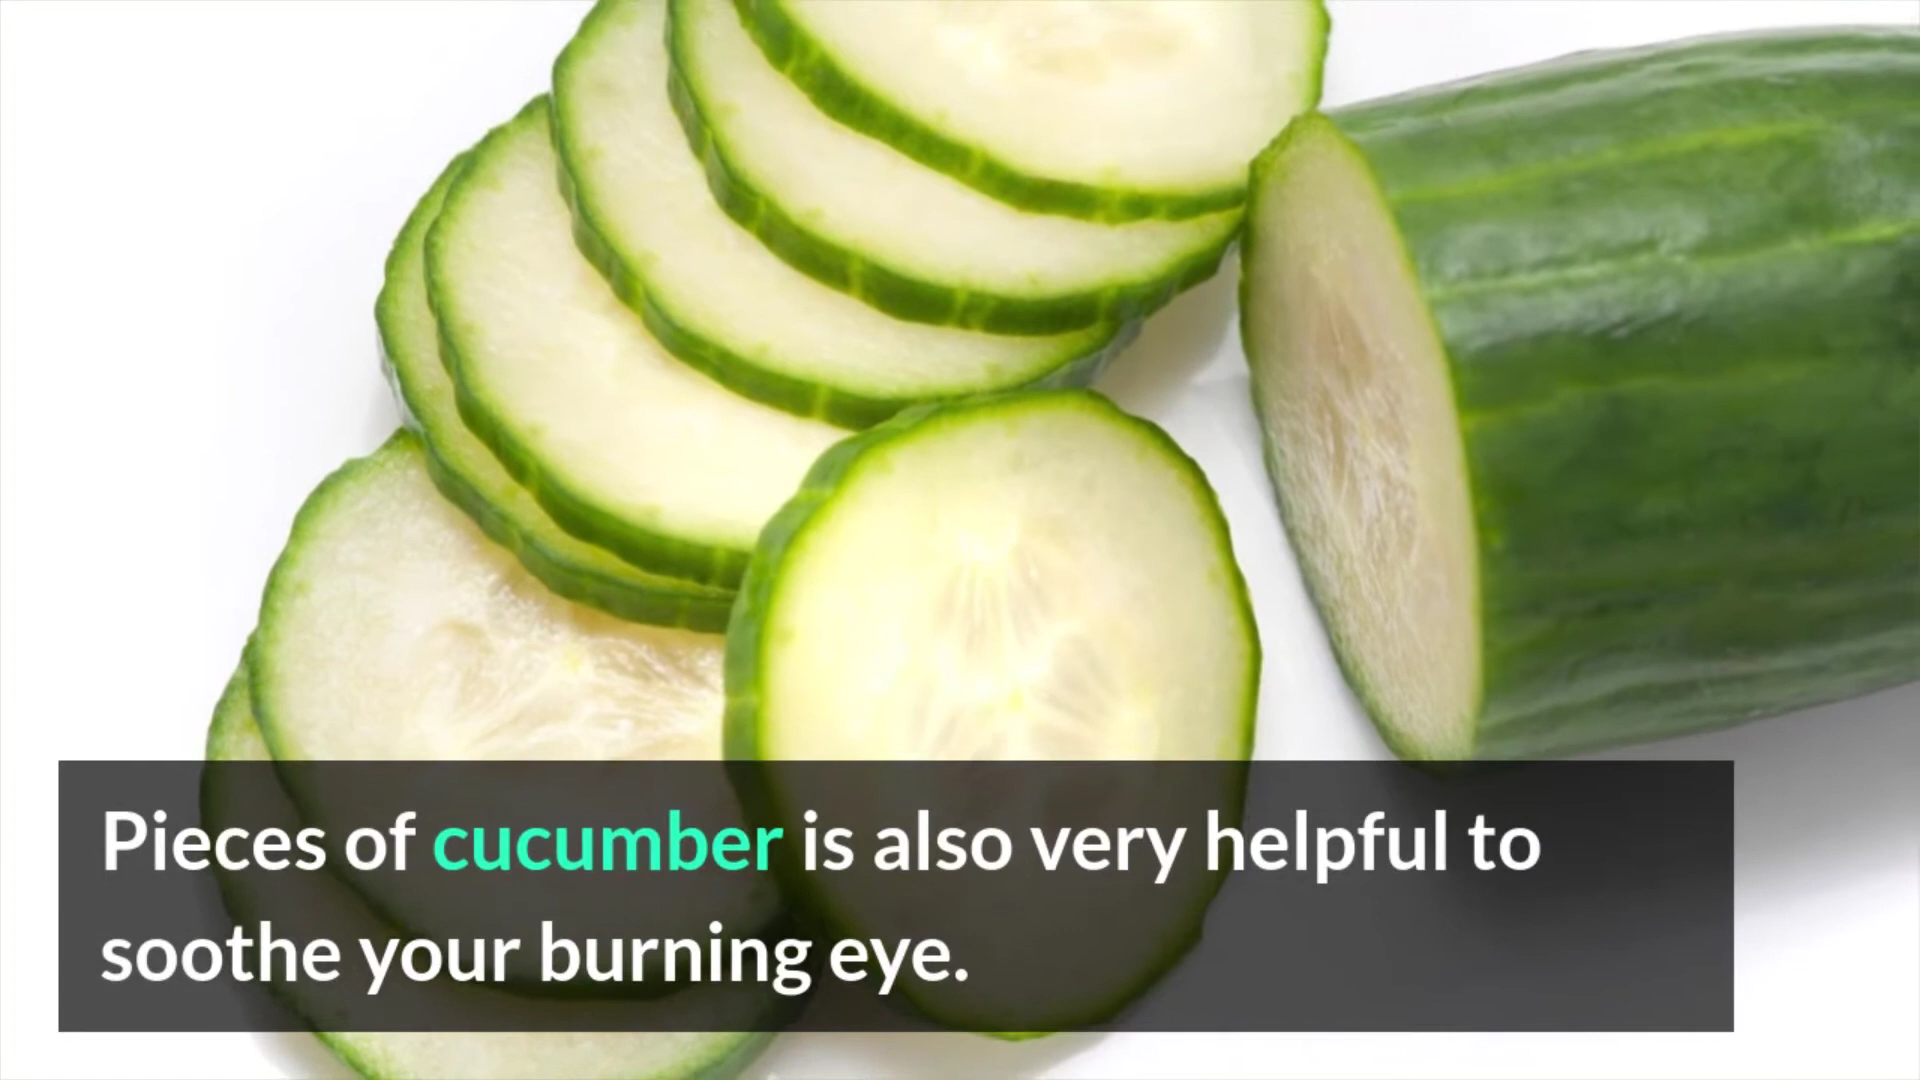 Pieces of cucumber is also very helpful to
soothe your burning eye.